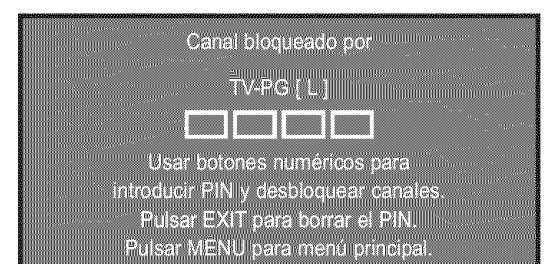 Canal bloqueado por
TV-PG [ L ]
Usar botones numéricos para
introducir PIN y desbloquear canales.
Pulsar EXIT para borrar el PIN.
Pulsar MENU para menú principal.